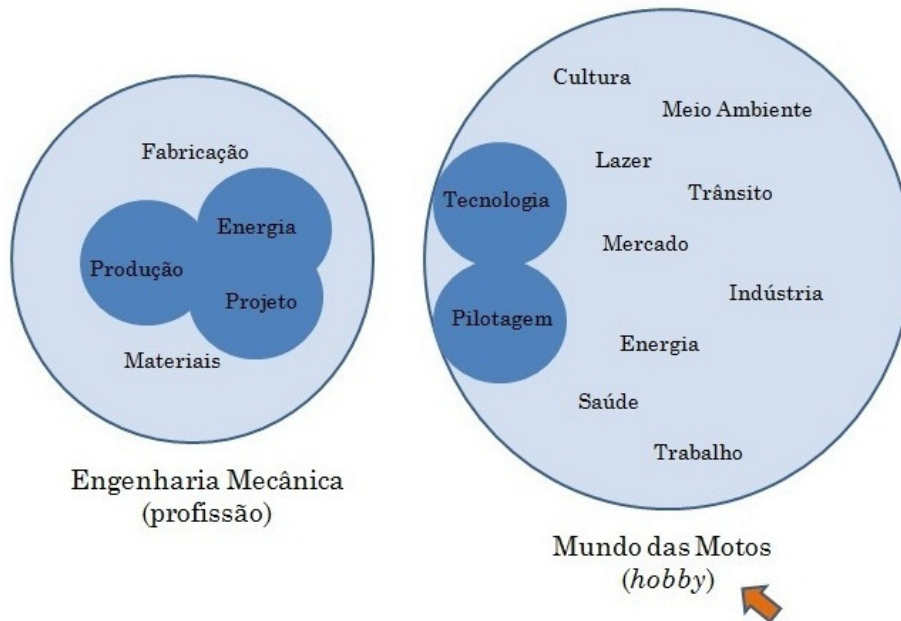 Fabricação
Energia
Produção
Projeto
Materiais
Engenharia Mecânica
(profissão)
Cultura
Meio Ambiente
Lazer
Tecnologia
Trânsito
Mercado
Indústria
Pilotagem
Energia
Saúde
Trabalho
Mundo das Motos
(hobby)